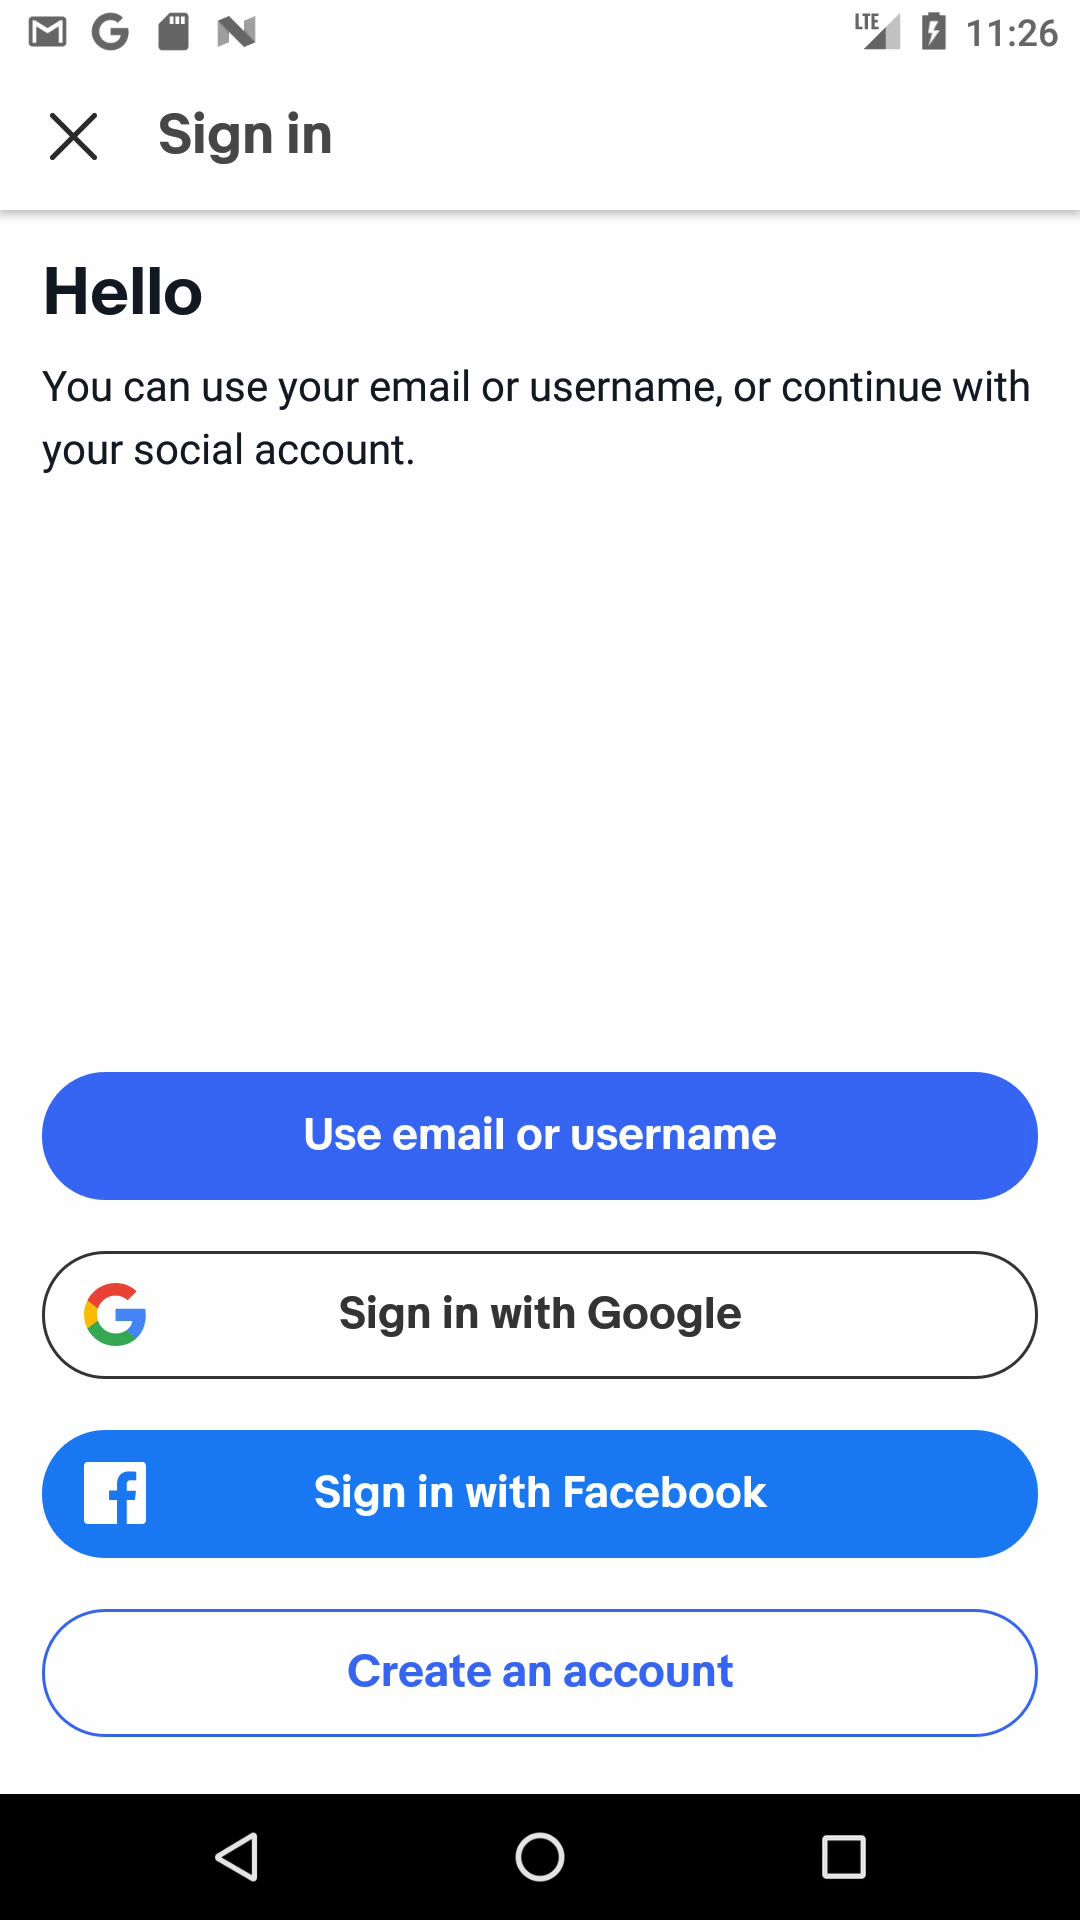 LTE 11:26
Sign in
Hello
You can use your email or username, or continue with
your social account.
Use email or username
Sign in with Google
Sign in with Facebook
Create an account